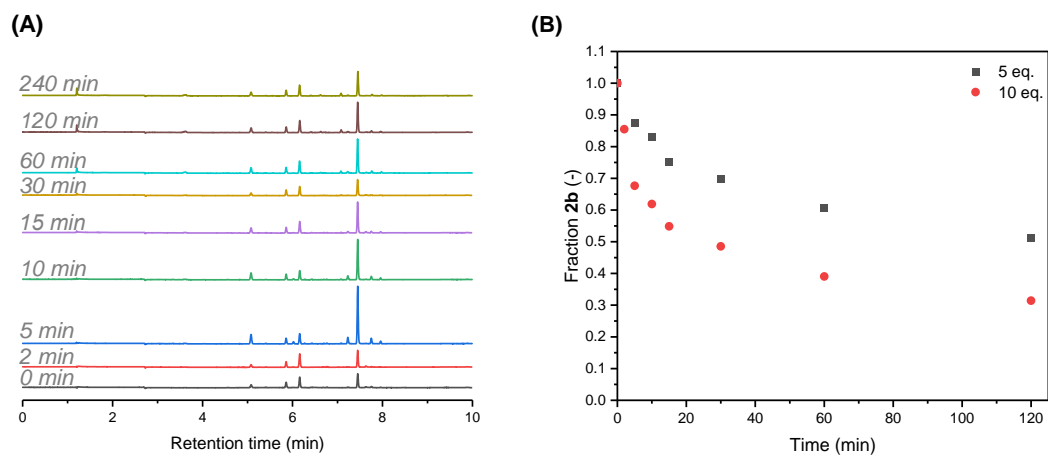 (A)
240 min
120 min
60 min
30 min
15 min
10 min
5 min
2 min
0 min
0 2 4 6 8 10
Retention time (min)
(B)
1.1
1.0
0.9
0.8
0.7
0.6
0.5
0.4
0.3
0.2
0.1
0.0
Fraction 2b (-)
5 eq.
10 eq.
0 20 40 60 80 100 120
Time (min)